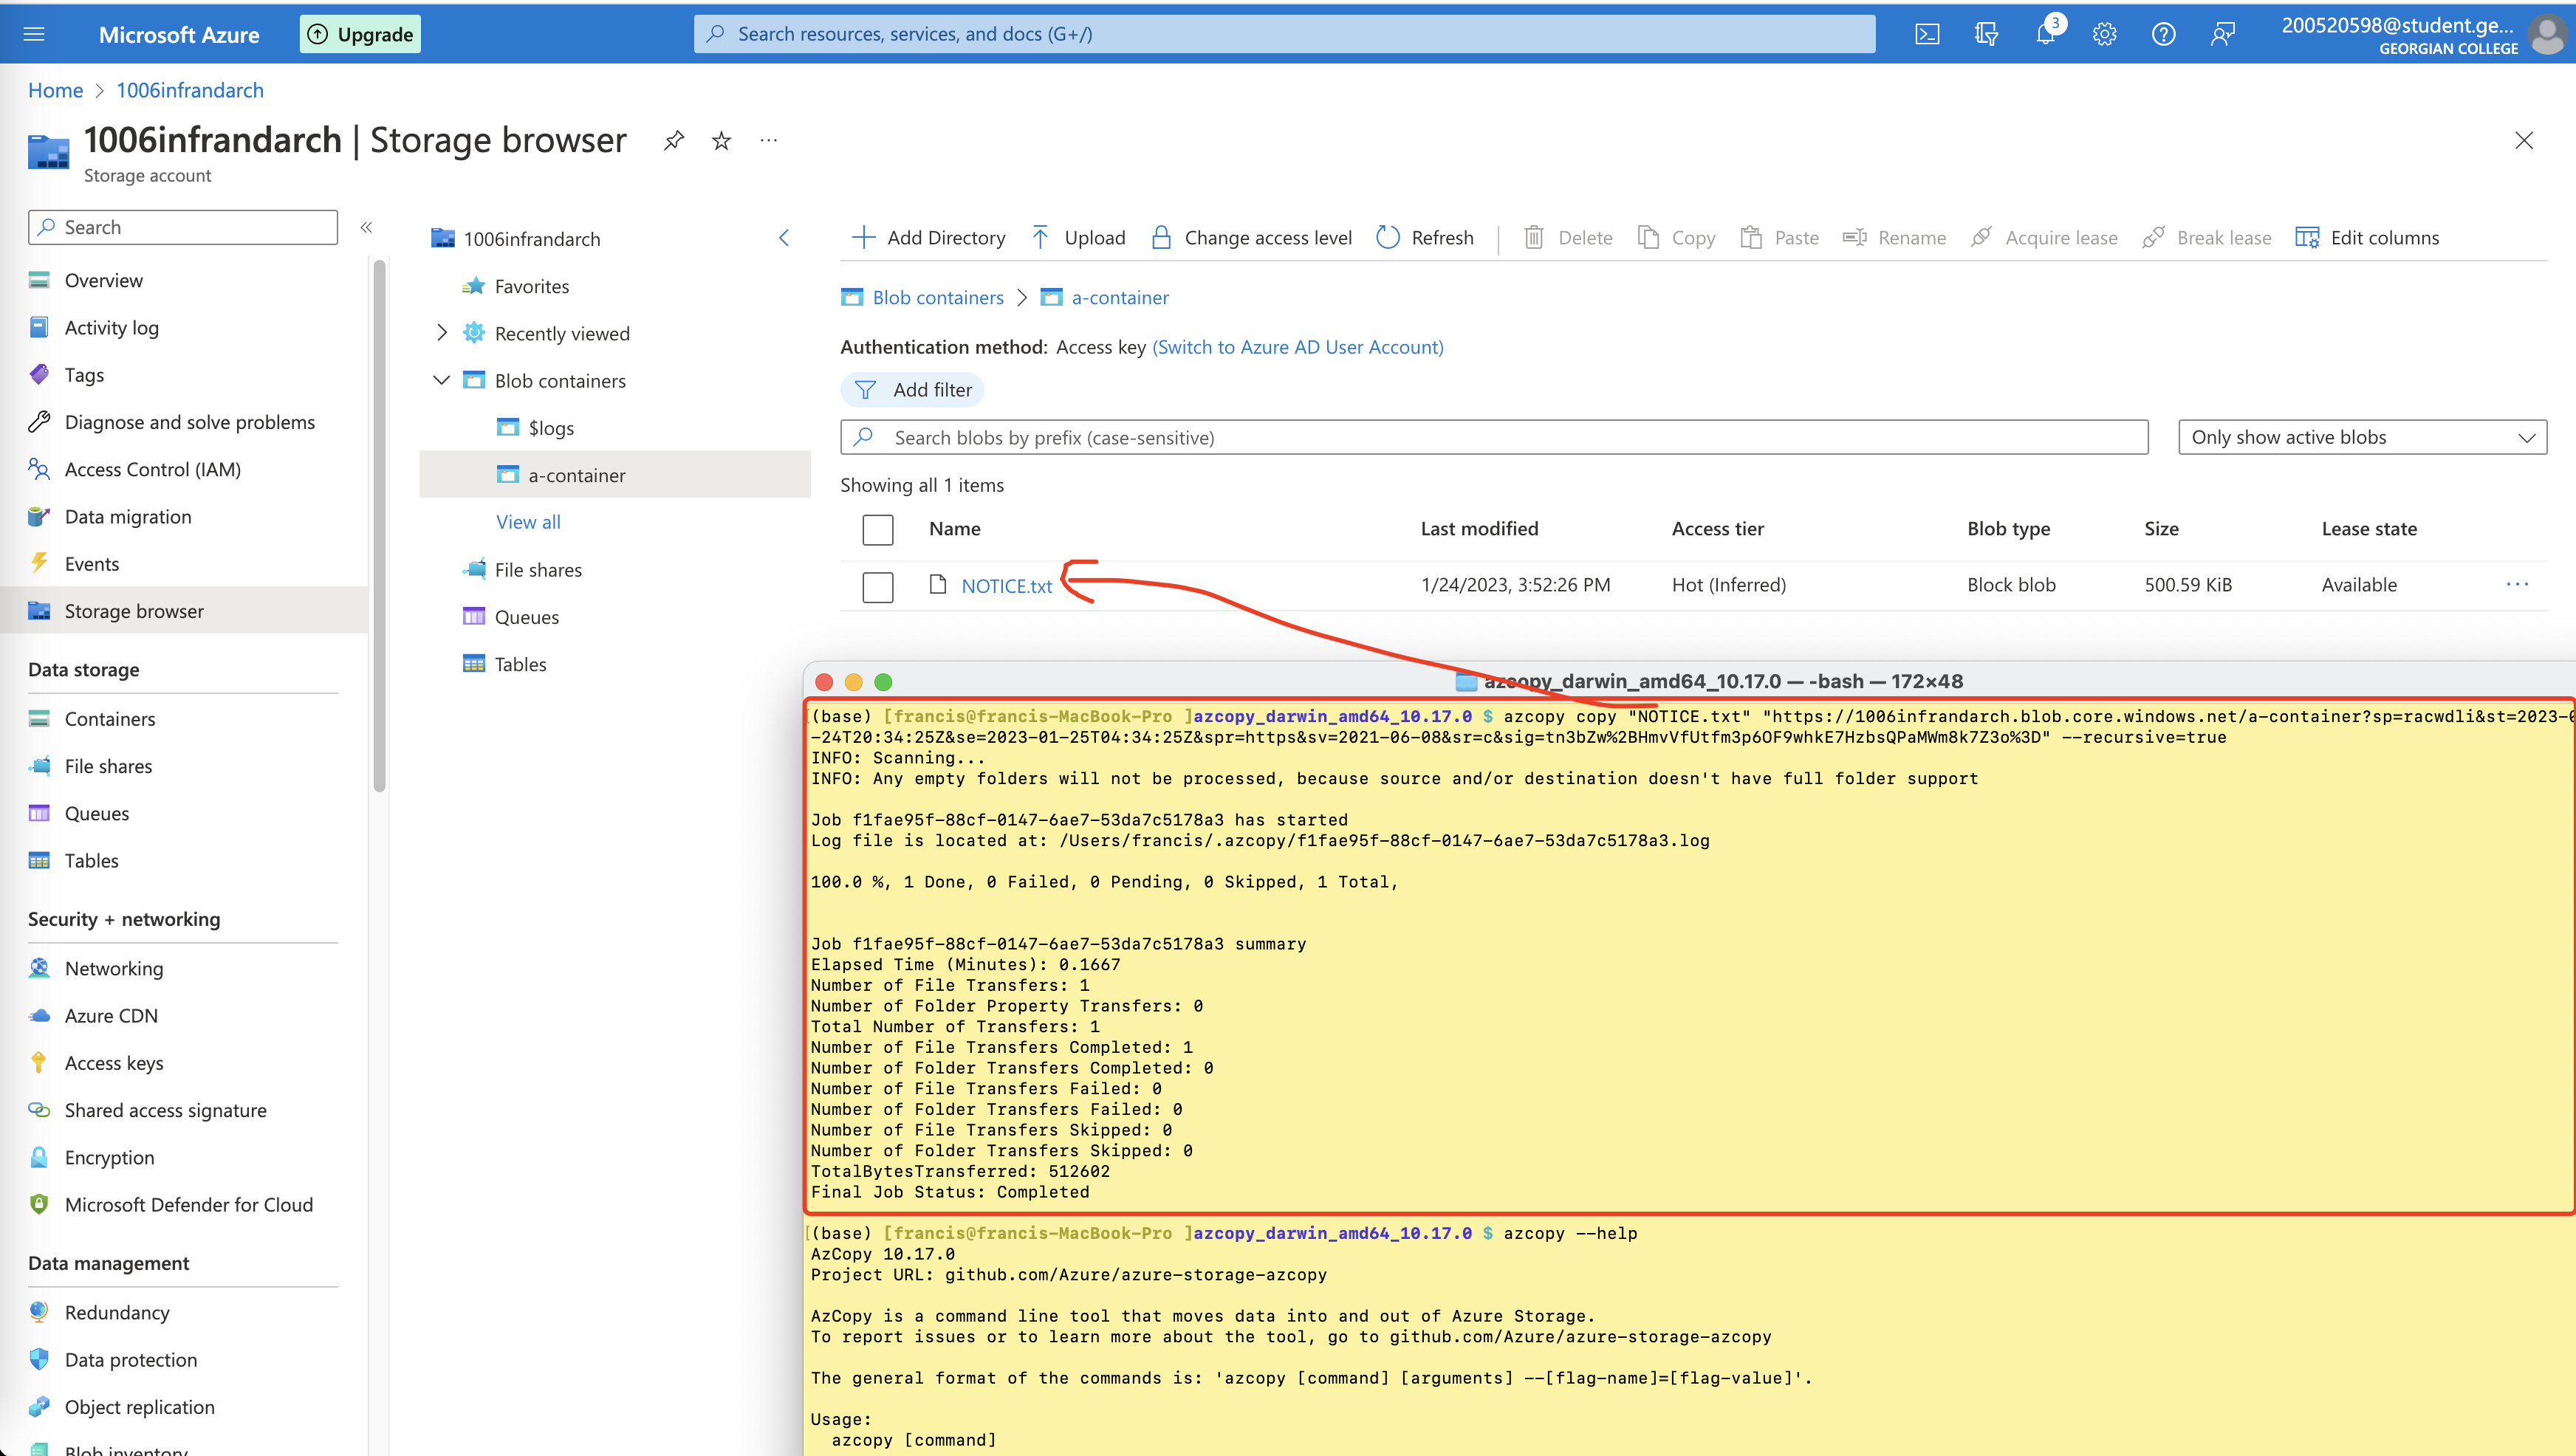 Microsoft Azure
Upgrade
Search resources, services, and docs (G+/)
3
200520598@student.ge...
GEORGIAN COLLEGE
Home > 1006infrandarch
1006infrandarch | Storage browser
...
Storage account
Search
«
Overview
Activity log
Tags
Diagnose and solve problems
Access Control (IAM)
Data migration
Events
Storage browser
Data storage
Containers
File shares
Queues
Tables
Security + networking
Networking
Azure CDN
Access keys
Shared access signature
Encryption
Microsoft Defender for Cloud
Data management
Redundancy
Data protection
Object replication
Blob inventory
1006infrandarch
Favorites
Recently viewed
Blob containers
$logs
a-container
View all
File shares
Queues
Tables
Add Directory Upload Change access level Refresh Delete Copy Paste Rename Acquire lease Break lease Edit columns
Blob containers > a-container
Authentication method: Access key (Switch to Azure AD User Account)
Add filter
Search blobs by prefix (case-sensitive)
Only show active blobs
Showing all 1 items
Name Last modified Access tier Blob type Size Lease state
NOTICE.txt 1/24/2023, 3:52:26 PM Hot (Inferred) Block blob 500.59 KiB Available ...
azcopy_darwin_amd64_10.17.0 — -bash — 172×48
[(base) [francis@francis-MacBook-Pro ]azcopy_darwin_amd64_10.17.0 $ azcopy copy "NOTICE.txt" "https://1006infrandarch.blob.core.windows.net/a-container?sp=racwdli&st=2023-0
-24T20:34:25Z&se=2023-01-25T04:34:25Z&spr=https&sv=2021-06-08&sr=c&sig=tn3bZw%2BHmvVfUtfm3p6OF9whkE7HzbsQPaMWm8k7Z3o%3D" --recursive=true
INFO: Scanning...
INFO: Any empty folders will not be processed, because source and/or destination doesn't have full folder support
Job f1fae95f-88cf-0147-6ae7-53da7c5178a3 has started
Log file is located at: /Users/francis/.azcopy/f1fae95f-88cf-0147-6ae7-53da7c5178a3.log
100.0 %, 1 Done, 0 Failed, 0 Pending, 0 Skipped, 1 Total,
Job f1fae95f-88cf-0147-6ae7-53da7c5178a3 summary
Elapsed Time (Minutes): 0.1667
Number of File Transfers: 1
Number of Folder Property Transfers: 0
Total Number of Transfers: 1
Number of File Transfers Completed: 1
Number of Folder Transfers Completed: 0
Number of File Transfers Failed: 0
Number of Folder Transfers Failed: 0
Number of File Transfers Skipped: 0
Number of Folder Transfers Skipped: 0
TotalBytesTransferred: 512602
Final Job Status: Completed
[(base) [francis@francis-MacBook-Pro ]azcopy_darwin_amd64_10.17.0 $ azcopy --help
AzCopy 10.17.0
Project URL: github.com/Azure/azure-storage-azcopy
AzCopy is a command line tool that moves data into and out of Azure Storage.
To report issues or to learn more about the tool, go to github.com/Azure/azure-storage-azcopy
The general format of the commands is: 'azcopy [command] [arguments] --[flag-name]=[flag-value]'.
Usage:
azcopy [command]